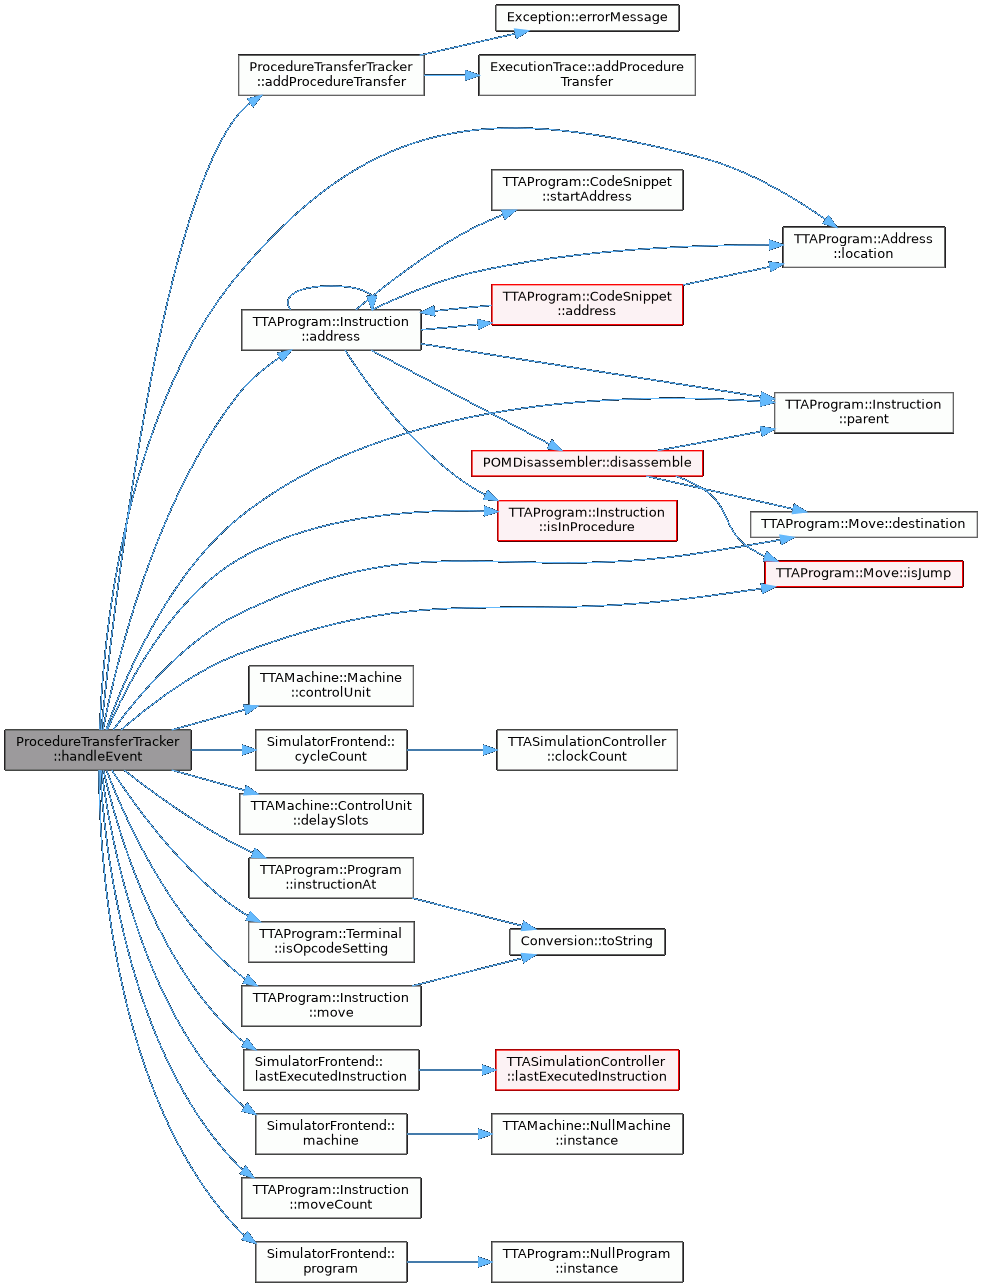 Exception::errorMessage
ProcedureTransferTracker
::addProcedureTransfer
ExecutionTrace::addProcedure
Transfer
TTAProgram::CodeSnippet
::startAddress
TTAProgram::Address
::location
TTAProgram::CodeSnippet
::address
TTAProgram::Instruction
::address
TTAProgram::Instruction
::parent
POMDisassembler::disassemble
TTAProgram::Instruction
::isInProcedure
TTAProgram::Move::destination
TTAProgram::Move::isJump
TTAMachine::Machine
::controlUnit
ProcedureTransferTracker
::handleEvent
SimulatorFrontend::
cycleCount
TTASimulationController
::clockCount
TTAMachine::ControlUnit
::delaySlots
TTAProgram::Program
::instructionAt
TTAProgram::Terminal
::isOpcodeSetting
Conversion::toString
TTAProgram::Instruction
::move
SimulatorFrontend::
lastExecutedInstruction
TTASimulationController
::lastExecutedInstruction
SimulatorFrontend::
machine
TTAMachine::NullMachine
::instance
TTAProgram::Instruction
::moveCount
SimulatorFrontend::
program
TTAProgram::NullProgram
::instance